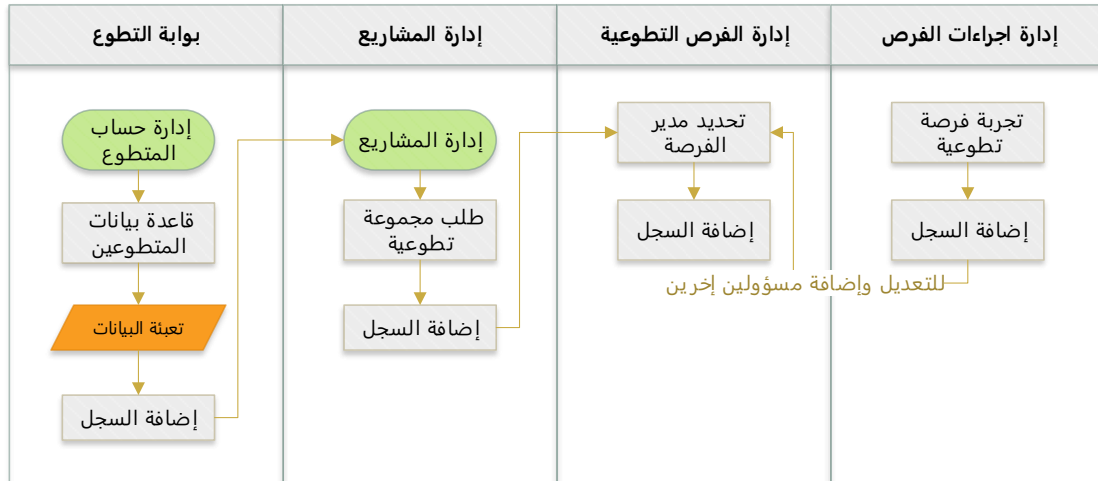 بوابة التطوع
إدارة المشاريع
إدارة الفرص التطوعية
إدارة اجراءات الفرص
إدارة حساب
المتطوع
قاعدة بيانات
المتطوعين
تعبئة البيانات
إضافة السجل
إدارة المشاريع
طلب مجموعة
تطوعية
إضافة السجل
تحديد مدير
الفرصة
إضافة السجل
تجربة فرصة
تطوعية
إضافة السجل
للتعديل وإضافة مسؤولين إخرين